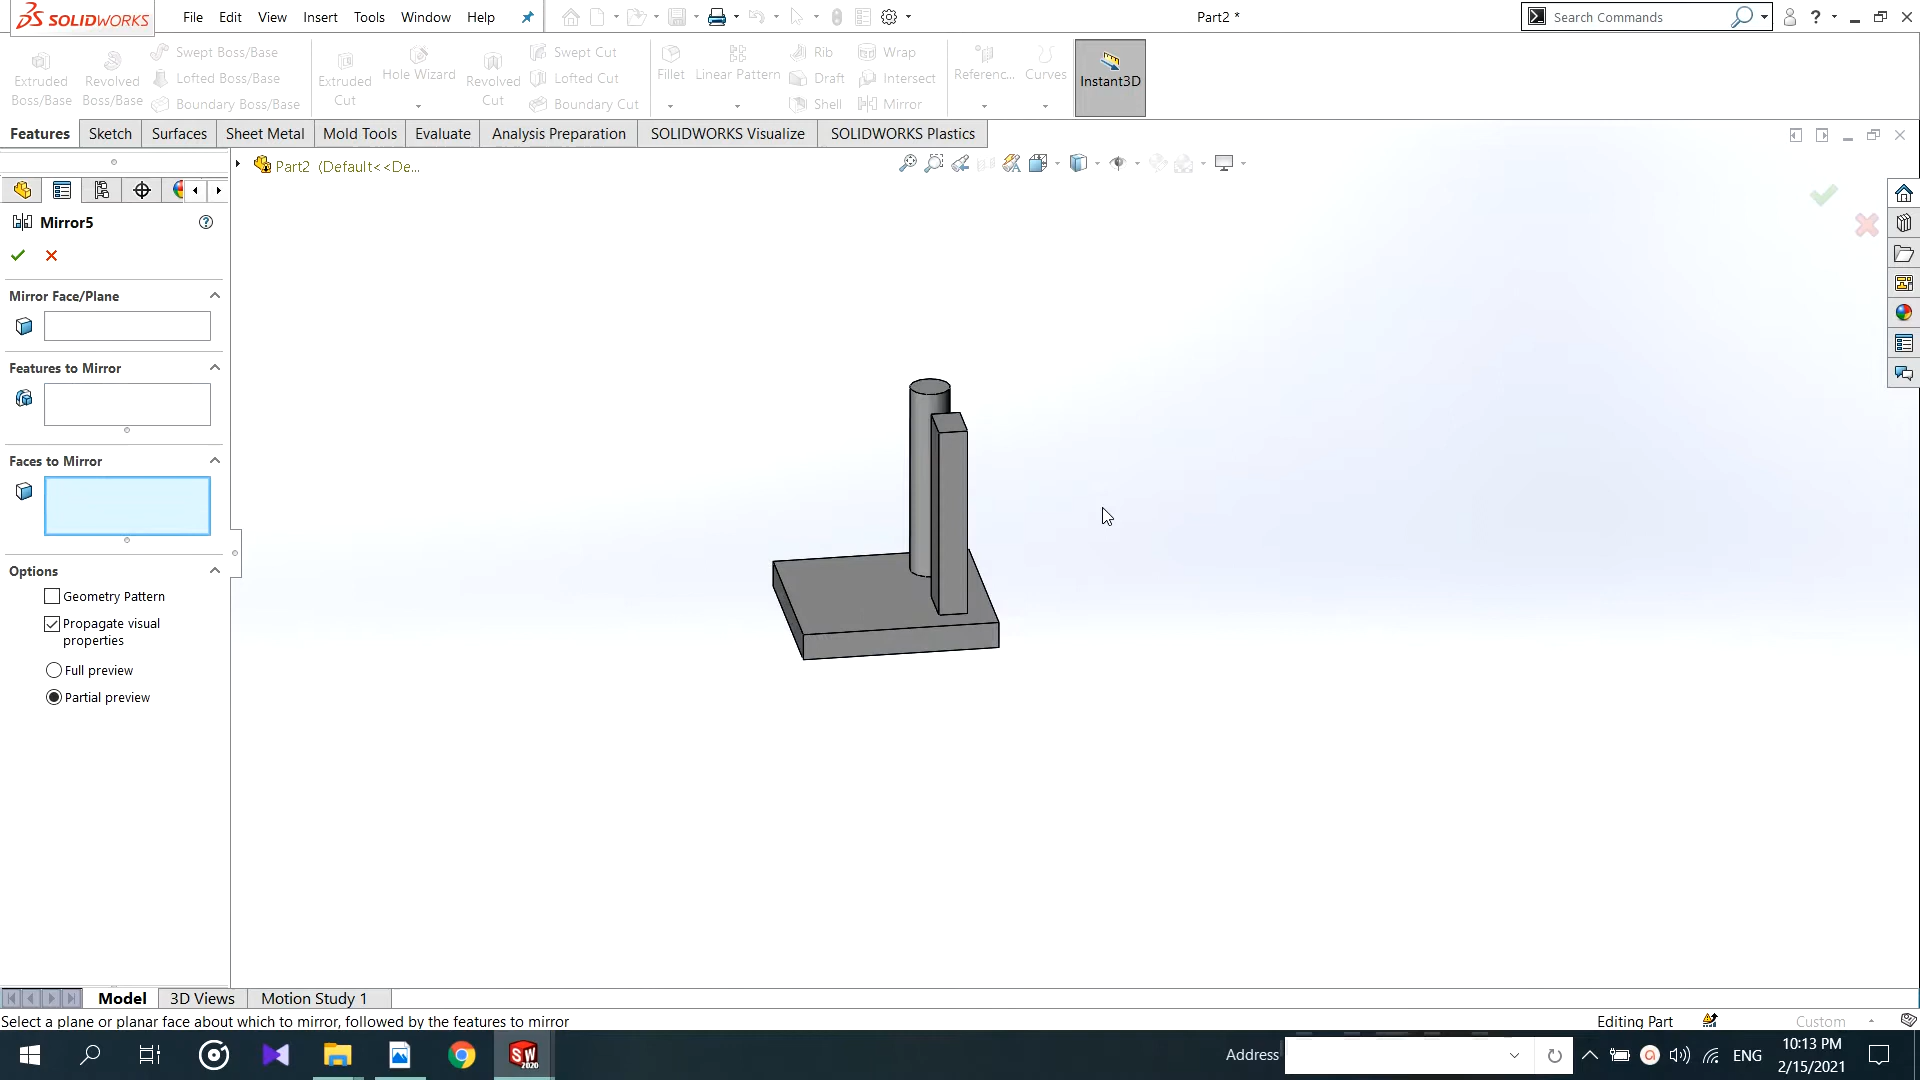 SOLIDWORKS
File Edit View Insert Tools Window Help
Part2 *
Search Commands
Extruded Boss/Base
Revolved Boss/Base
Swept Boss/Base
Lofted Boss/Base
Boundary Boss/Base
Extruded Cut
Hole Wizard
Revolved Cut
Swept Cut
Lofted Cut
Boundary Cut
Fillet
Linear Pattern
Rib
Draft
Shell
Wrap
Intersect
Mirror
Referenc...
Curves
Instant3D
Features Sketch Surfaces Sheet Metal Mold Tools Evaluate Analysis Preparation SOLIDWORKS Visualize SOLIDWORKS Plastics
Part2 (Default<<De...
Mirror5
Mirror Face/Plane
Features to Mirror
Faces to Mirror
Options
Geometry Pattern
Propagate visual
properties
Full preview
Partial preview
Model 3D Views Motion Study 1
Select a plane or planar face about which to mirror, followed by the features to mirror
Editing Part
Custom
SW
2020
Address
ENG
10:13 PM
2/15/2021